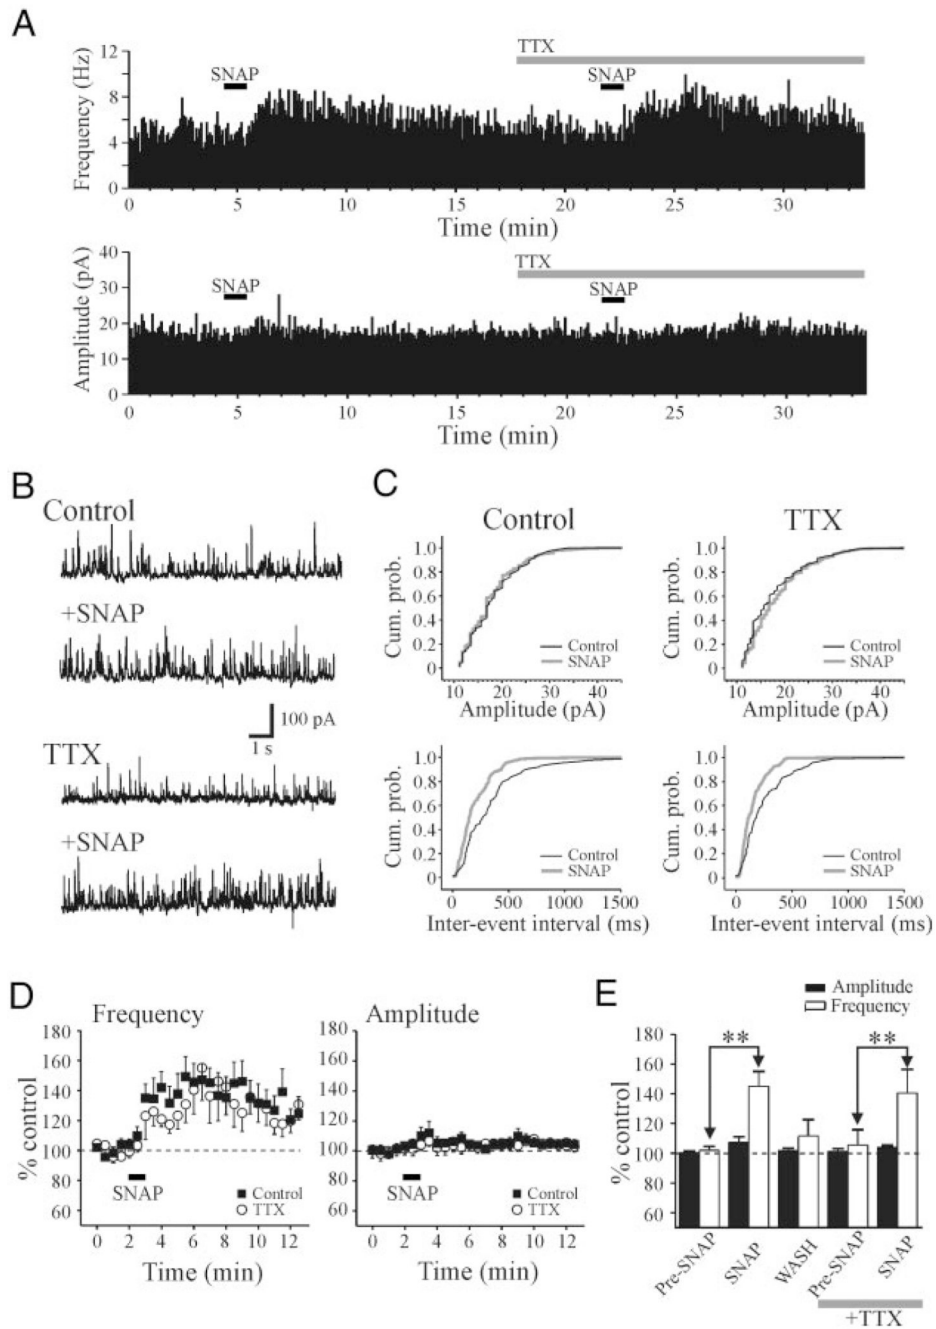 A
TTX
12
SNAP
SNAP
8
4
0
Frequency (Hz)
0 5 10 15 20 25 30
Time (min)
40
TTX
SNAP
SNAP
30
20
10
0
Amplitude (pA)
0 5 10 15 20 25 30
Time (min)
B
Control
+SNAP
100 pA
1 s
TTX
+SNAP
C
Control
1.0
0.8
0.6
0.4
0.2
0
Cum. prob.
Control
SNAP
10 20 30 40
Amplitude (pA)
TTX
1.0
0.8
0.6
0.4
0.2
0
Cum. prob.
Control
SNAP
10 20 30 40
Amplitude (pA)
1.0
0.8
0.6
0.4
0.2
0
Cum. prob.
Control
SNAP
0 500 1000 1500
Inter-event interval (ms)
1.0
0.8
0.6
0.4
0.2
0
Cum. prob.
Control
SNAP
0 500 1000 1500
Inter-event interval (ms)
D
Frequency
180
160
140
120
100
80
60
% control
SNAP
Control
TTX
0 2 4 6 8 10 12
Time (min)
Amplitude
180
160
140
120
100
80
60
SNAP
Control
TTX
0 2 4 6 8 10 12
Time (min)
E
Amplitude
Frequency
180
160
140
120
100
80
60
% control
**
**
Pre-SNAP
SNAP
WASH
Pre-SNAP
SNAP
+TTX